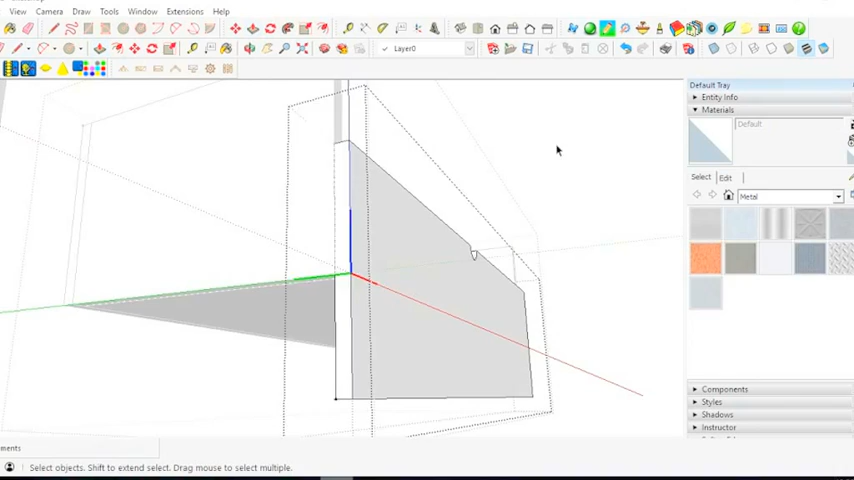 View Camera Draw Tools Window Extensions Help
Layer0
Default Tray
Entity Info
Materials
Default
Select Edit
Metal
Components
Styles
Shadows
Instructor
ments
Select objects. Shift to extend select. Drag mouse to select multiple.